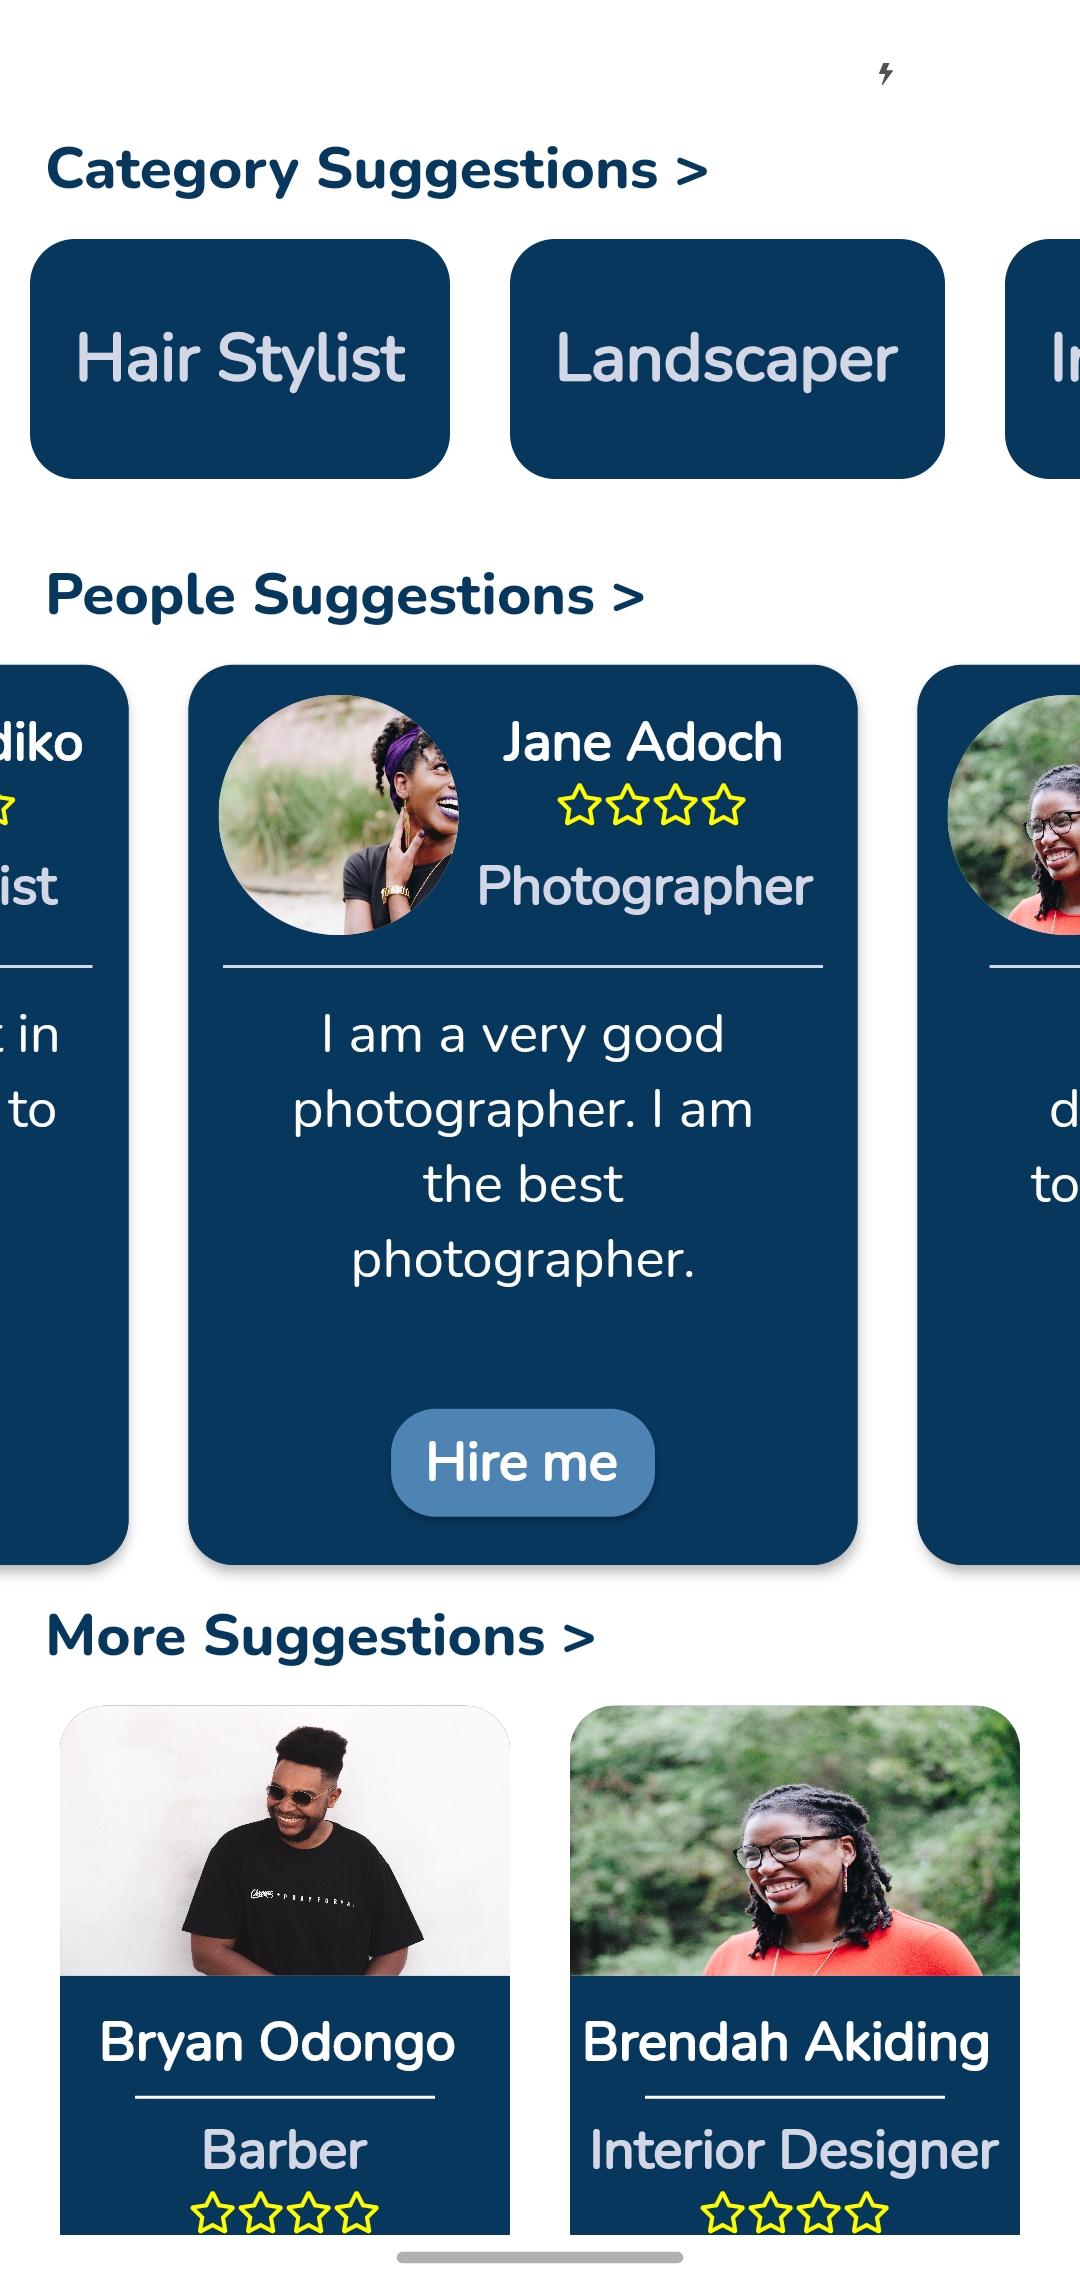 Category Suggestions >
Hair Stylist
Landscaper
People Suggestions >
diko
ist
t in
to
Jane Adoch
Photographer
I am a very good
photographer. I am
the best
photographer.
Hire me
d
to
More Suggestions >
Bryan Odongo
Barber
Brendah Akiding
Interior Designer